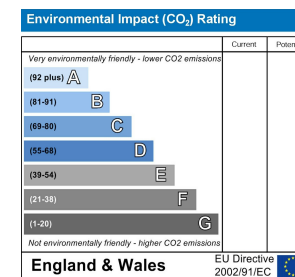 Environmental Impact (CO₂) Rating
Current Poten
Very environmentally friendly - lower CO2 emissions
(92 plus) A
(81-91) B
(69-80) C
(55-68) D
(39-54) E
(21-38) F
(1-20) G
Not environmentally friendly - higher CO2 emissions
England & Wales
EU Directive
2002/91/EC